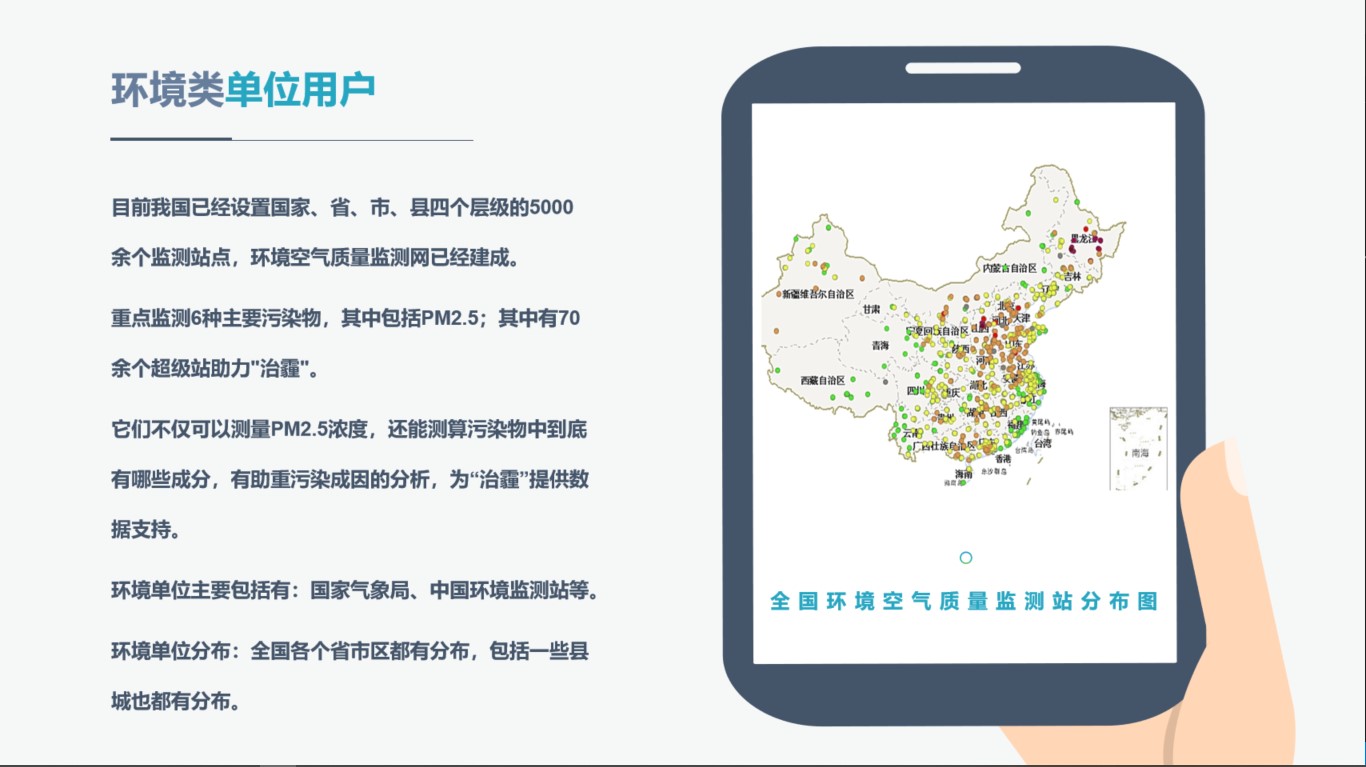 环境类单位用户
目前我国已经设置国家、省、市、县四个层级的5000
余个监测站点，环境空气质量监测网已经建成。
重点监测6种主要污染物，其中包括PM2.5；其中有70
余个超级站助力"治霾"。
它们不仅可以测量PM2.5浓度，还能测算污染物中到底
有哪些成分，有助重污染成因的分析，为“治霾”提供数
据支持。
环境单位主要包括有：国家气象局、中国环境监测站等。
环境单位分布：全国各个省市区都有分布，包括一些县
城也都有分布。
黑龙江
内蒙古自治区
吉林
新疆维吾尔自治区
甘肃
天津
宁夏回族自治区
青海
陕西
西藏自治区
四川
云南
广西壮族自治区
福建
台湾
香港
海南
南海
全国环境空气质量监测站分布图